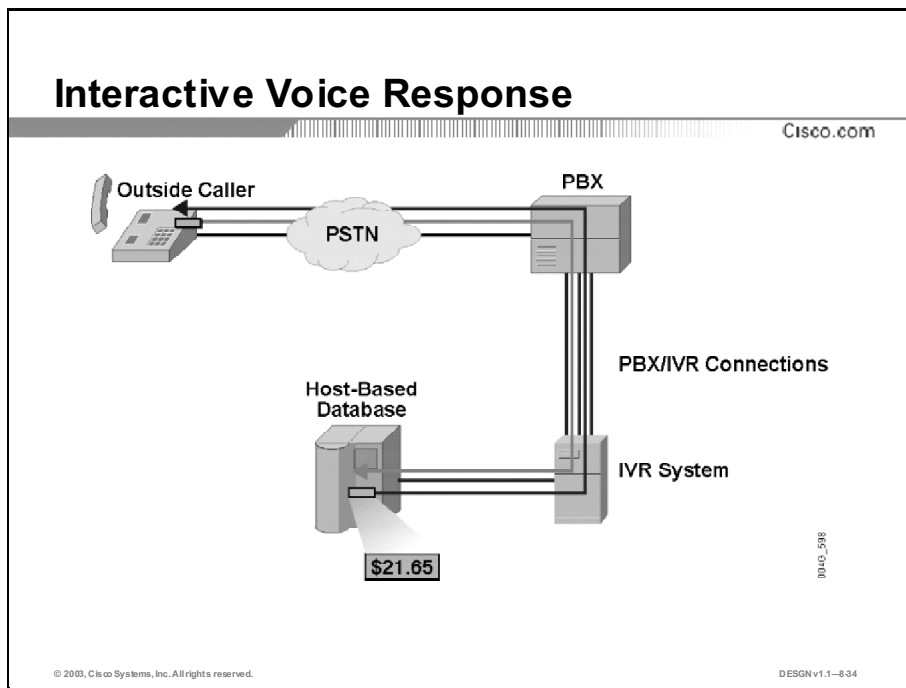 Interactive Voice Response
Cisco.com
Outside Caller
PSTN
PBX
PBX/IVR Connections
Host-Based
Database
IVR System
$21.65
004G_598
© 2003, Cisco Systems, Inc. All rights reserved.
DESGN v1.1—8-34